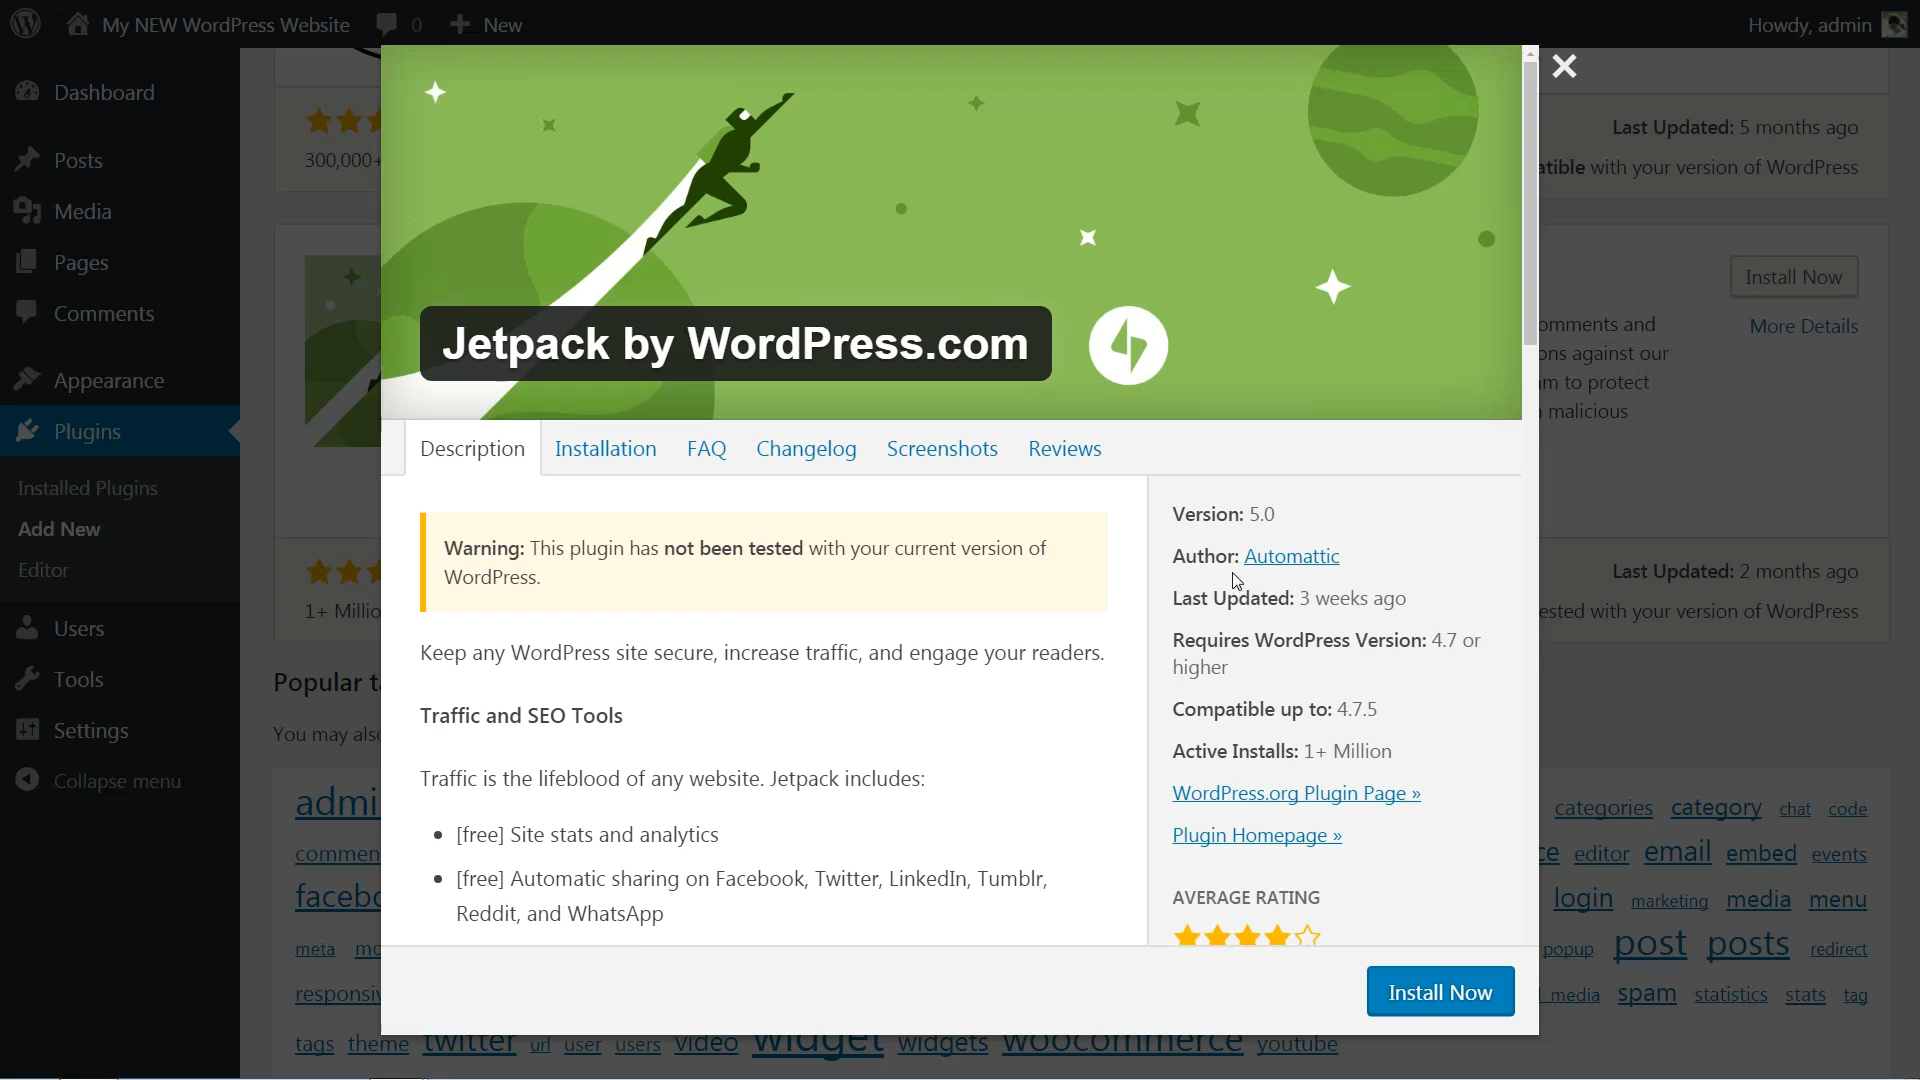 My NEW WordPress Website
0
New
Howdy, admin
Dashboard
Posts
Media
Pages
Comments
Appearance
Plugins
Installed Plugins
Add New
Editor
Users
Tools
Settings
Collapse menu
300,000+
Last Updated: 5 months ago
with your version of WordPress
Install Now
More Details
and
ons against our
to protect
malicious
Last Updated: 2 months ago
with your version of WordPress
Popular
You may
Jetpack by WordPress.com
Description
Installation
FAQ
Changelog
Screenshots
Reviews
Warning: This plugin has not been tested with your current version of
WordPress.
Keep any WordPress site secure, increase traffic, and engage your readers.
Traffic and SEO Tools
Traffic is the lifeblood of any website. Jetpack includes:
[free] Site stats and analytics
[free] Automatic sharing on Facebook, Twitter, LinkedIn, Tumblr,
Reddit, and WhatsApp
Version: 5.0
Author: Automattic
Last Updated: 3 weeks ago
Requires WordPress Version: 4.7 or
higher
Compatible up to: 4.7.5
Active Installs: 1+ Million
WordPress.org Plugin Page »
Plugin Homepage »
AVERAGE RATING
Install Now
categories category chat code
editor email embed events
login marketing media menu
meta
popup post posts redirect
media spam statistics stats tag
tags theme twitter url user users video widget widgets woocommerce youtube